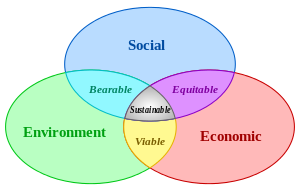 Social
Bearable
Equitable
Sustainable
Environment
Viable
Economic